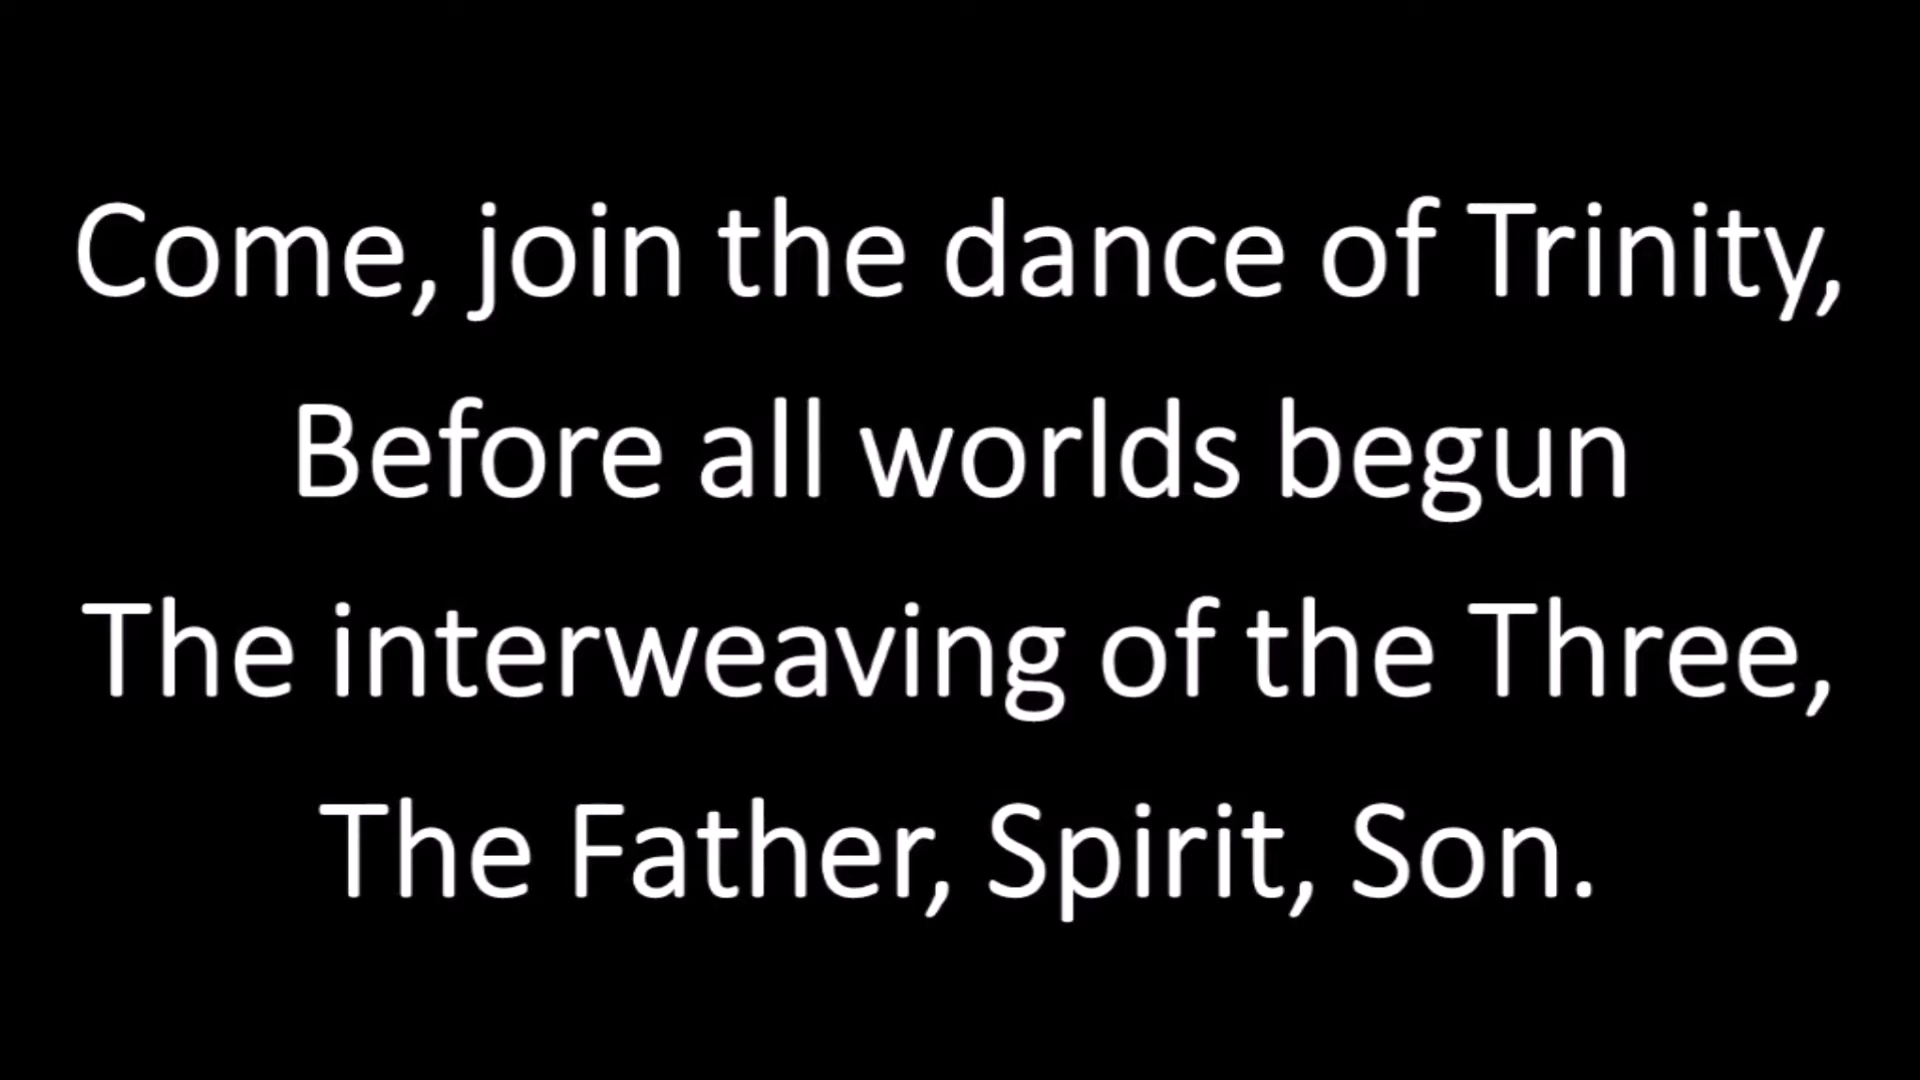 Come, join the dance of Trinity,
Before all worlds begun
The interweaving of the Three,
The Father, Spirit, Son.